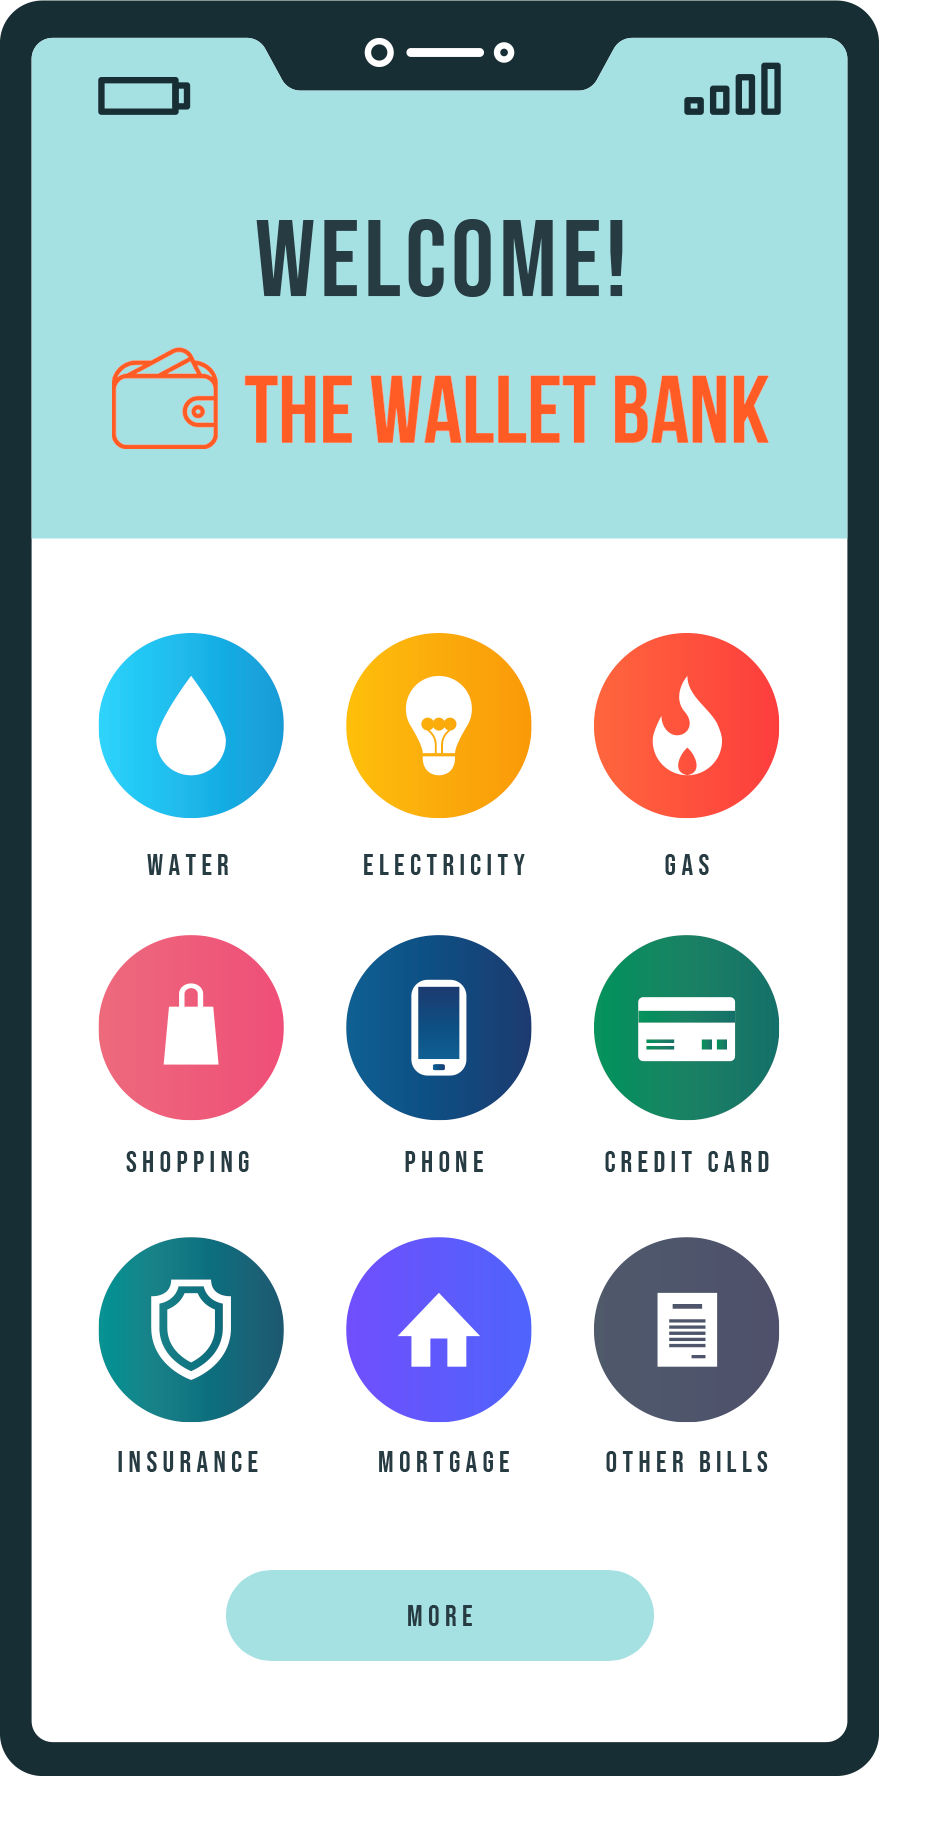 WELCOME!
THE WALLET BANK
WATER ELECTRICITY GAS
SHOPPING PHONE CREDIT CARD
INSURANCE MORTGAGE OTHER BILLS
MORE